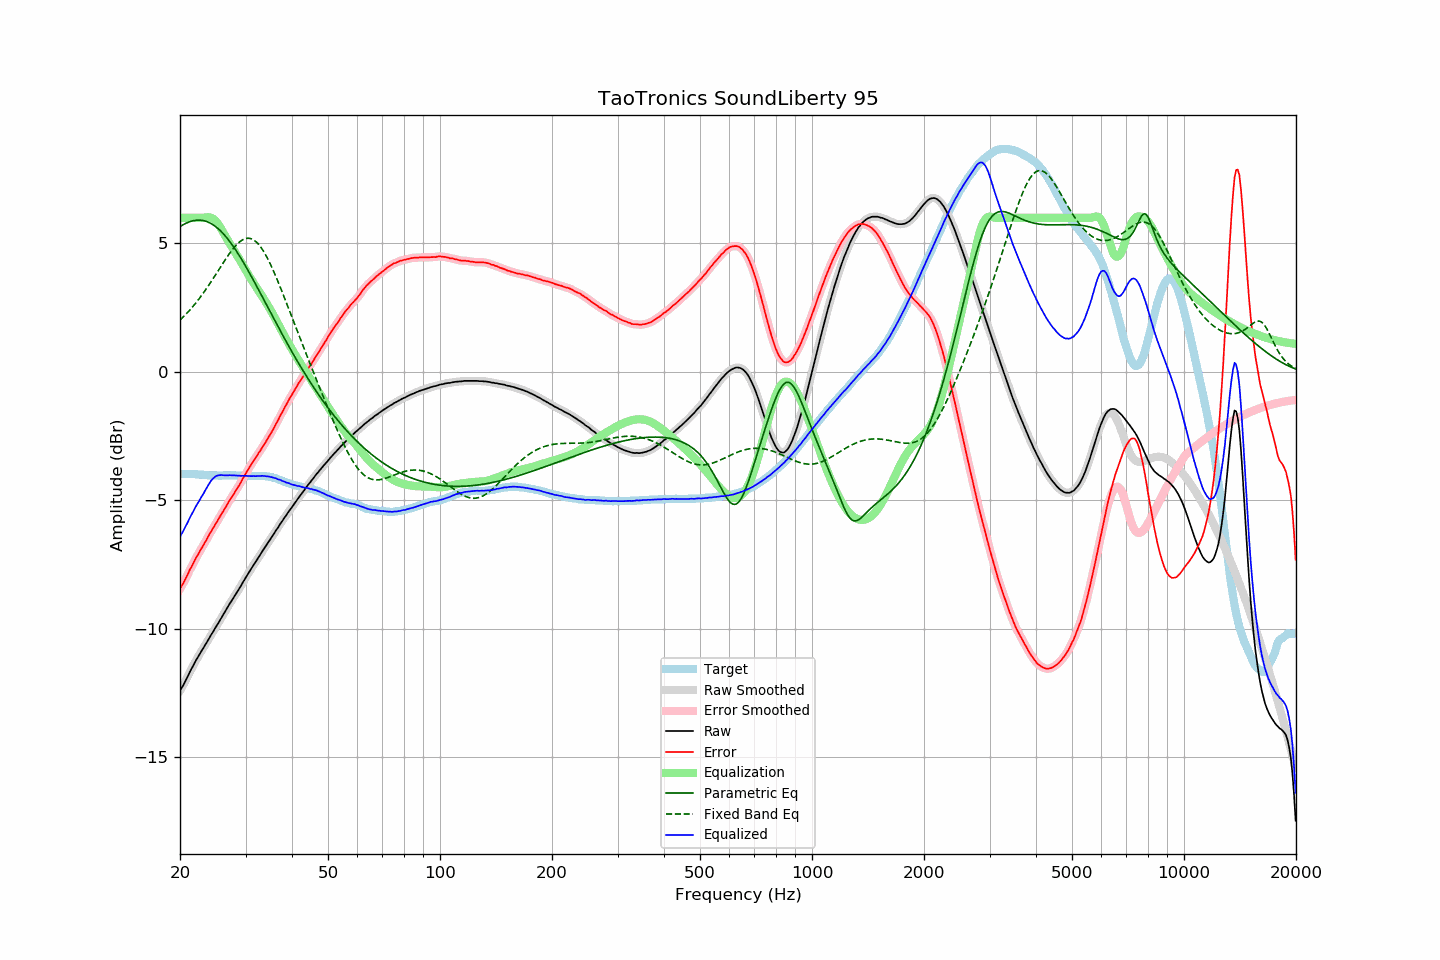 TaoTronics SoundLiberty 95
Amplitude (dBr)
5
0
−5
−10
−15
Target
Raw Smoothed
Error Smoothed
Raw
Error
Equalization
Parametric Eq
Fixed Band Eq
Equalized
20 50 100 200 500 1000 2000 5000 10000 20000
Frequency (Hz)